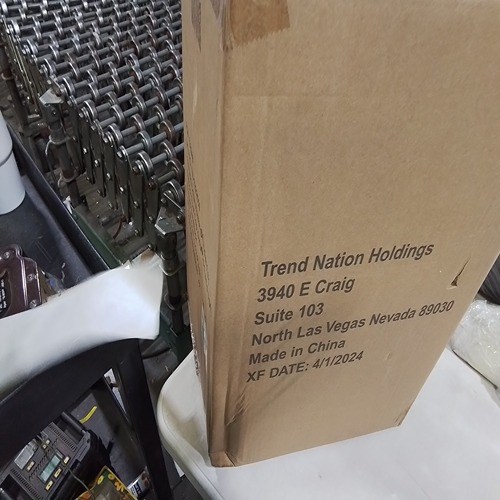 Trend Nation Holdings
3940 E Craig
Suite 103
North Las Vegas Nevada 89030
Made in China
XF DATE: 4/1/2024